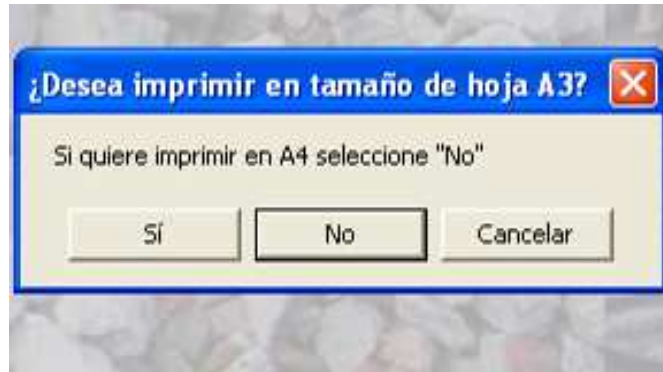 ¿Desea imprimir en tamaño de hoja A3?
Si quiere imprimir en A4 seleccione "No"
Sí
No
Cancelar